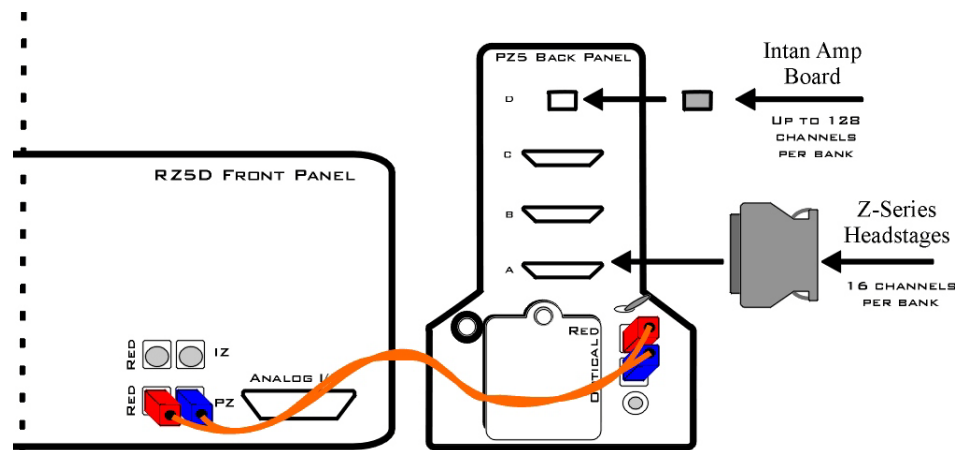 PZ5 Back Panel
Intan Amp
Board
D
Up to 128
channels
per bank
C
RZ5D Front Panel
B
Z-Series
Headstages
A
16 channels
per bank
Red
Red
IZ
Optical
Analog I/
Red
PZ